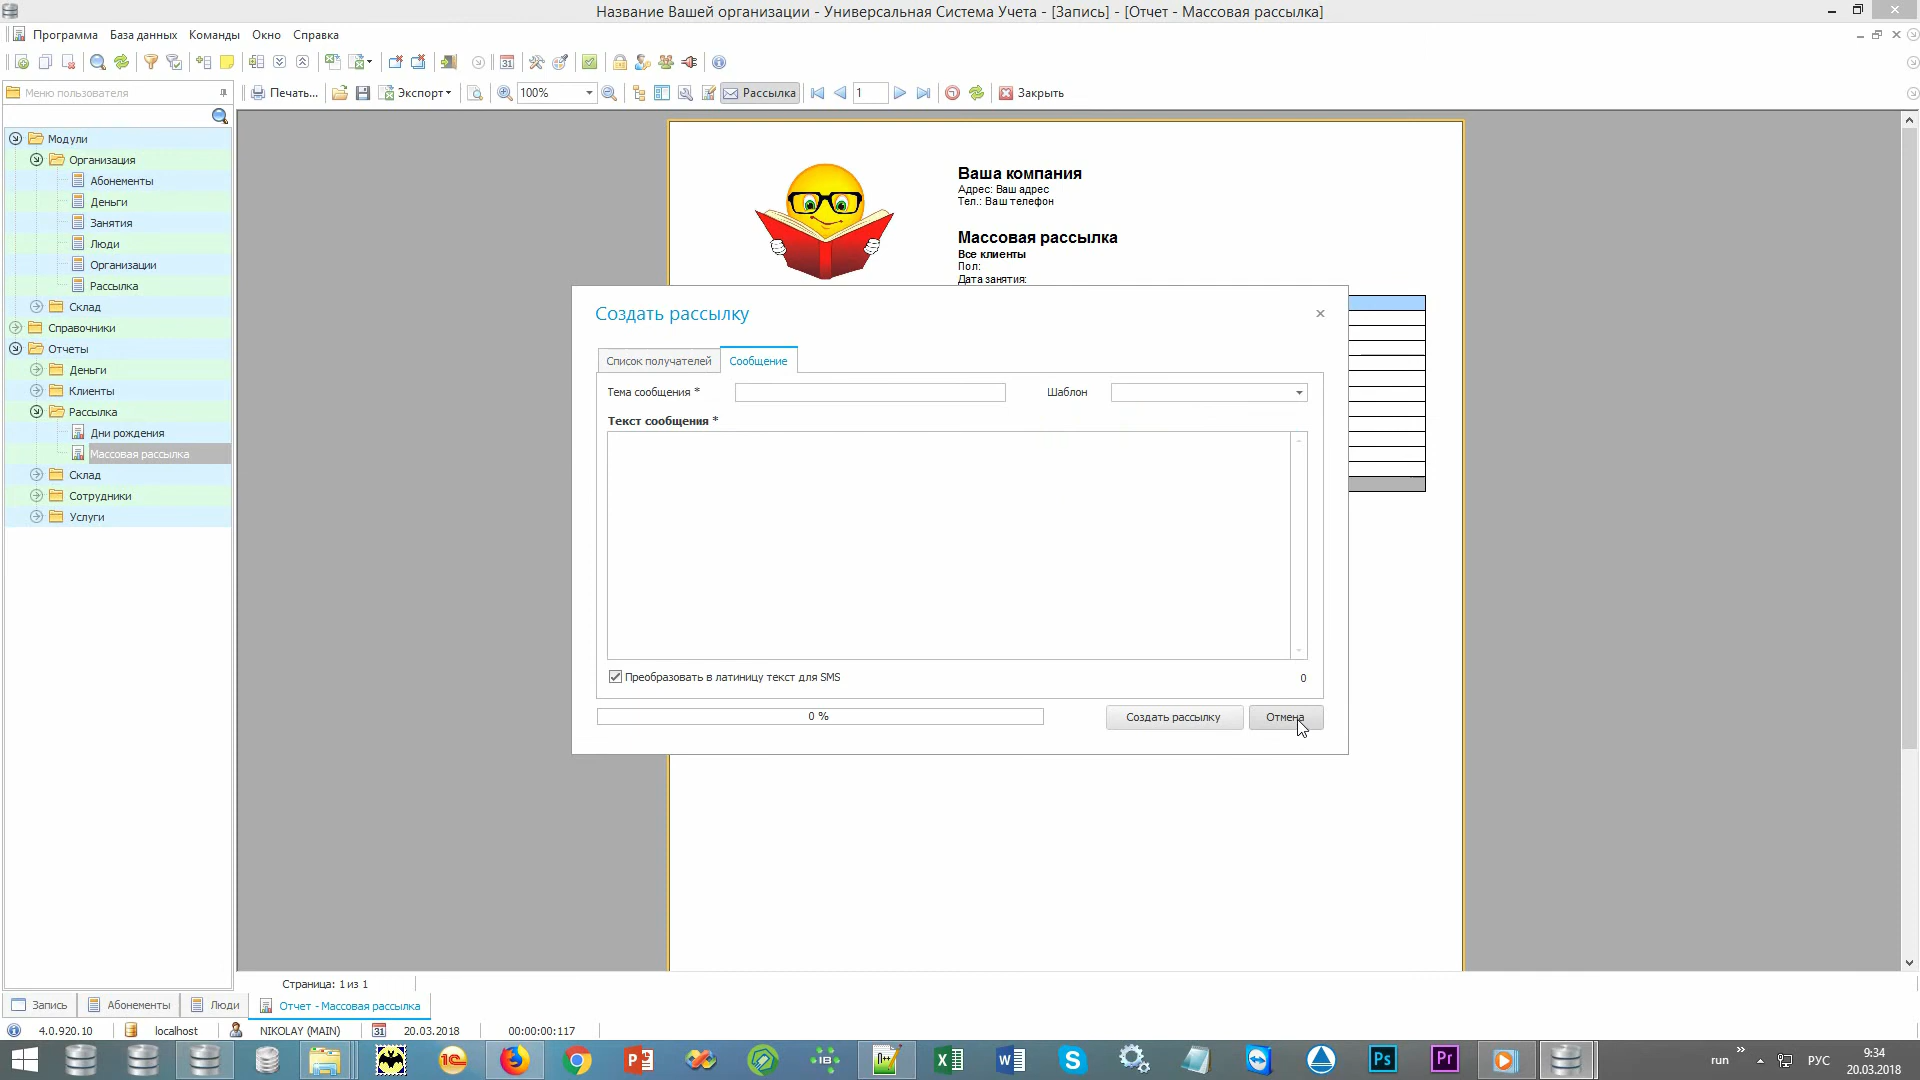 Название Вашей организации - Универсальная Система Учета - [Запись] - [Отчет - Массовая рассылка]
Программа База данных Команды Окно Справка
Меню пользователя
Печать... Экспорт 100% Рассылка 1 Закрыть
Модули
Организация
Абонементы
Деньги
Занятия
Люди
Организации
Рассылка
Склад
Справочники
Отчеты
Деньги
Клиенты
Рассылка
Дни рождения
Массовая рассылка
Склад
Сотрудники
Услуги
Ваша компания
Адрес: Ваш адрес
Тел.: Ваш телефон
Массовая рассылка
Все клиенты
Пол:
Дата занятия:
Создать рассылку
Список получателей Сообщение
Тема сообщения * Шаблон
Текст сообщения *
Преобразовать в латиницу текст для SMS 0
0 % Создать рассылку Отмена
Страница: 1 из 1
Запись Абонементы Люди Отчет - Массовая рассылка
4.0.920.10 localhost NIKOLAY (MAIN) 31 20.03.2018 00:00:00:117
run РУС 9:34
20.03.2018